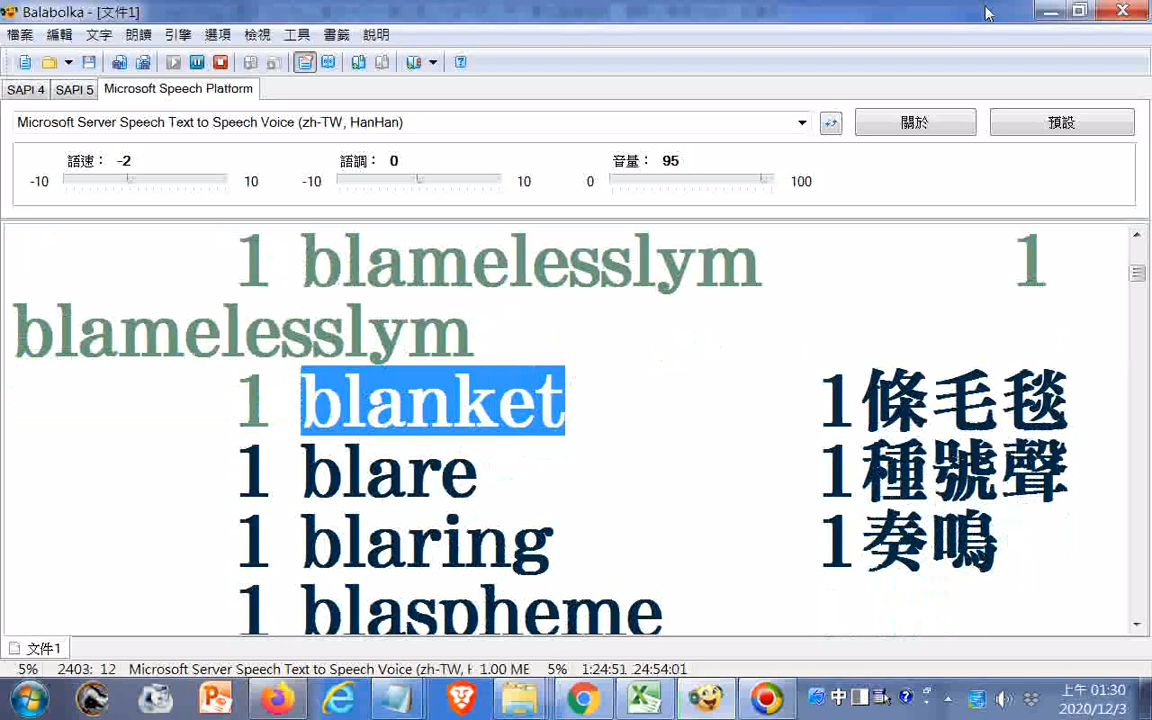 Balabolka - [文件1]
檔案 編輯 文字 朗讀 引擎 選項 檢視 工具 書籤 說明
SAPI 4 SAPI 5 Microsoft Speech Platform
Microsoft Server Speech Text to Speech Voice (zh-TW, HanHan) 關於 預設
語速： -2 語調： 0 音量： 95
-10 10 -10 10 0 100
1 blamelesslym 1
blamelesslym
1 blanket 1條毛毯
1 blare 1種號聲
1 blaring 1奏鳴
1 blaspheme
文件1
5% 2403: 12 Microsoft Server Speech Text to Speech Voice (zh-TW, H 1.00 ME 5% 1:24:51 24:54:01
中 上午 01:30
2020/12/3